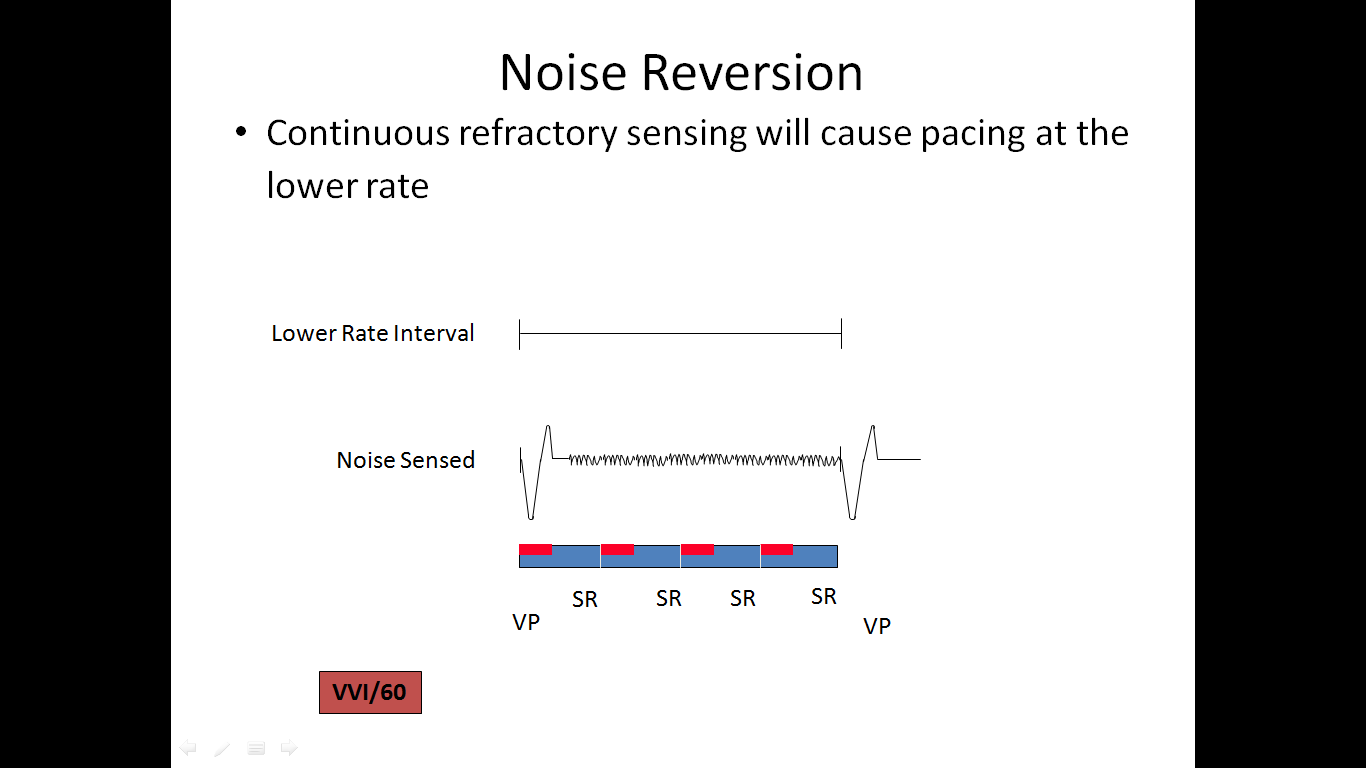 Noise Reversion
• Continuous refractory sensing will cause pacing at the
lower rate
Lower Rate Interval
Noise Sensed
SR SR SR SR
VP VP
VVI/60